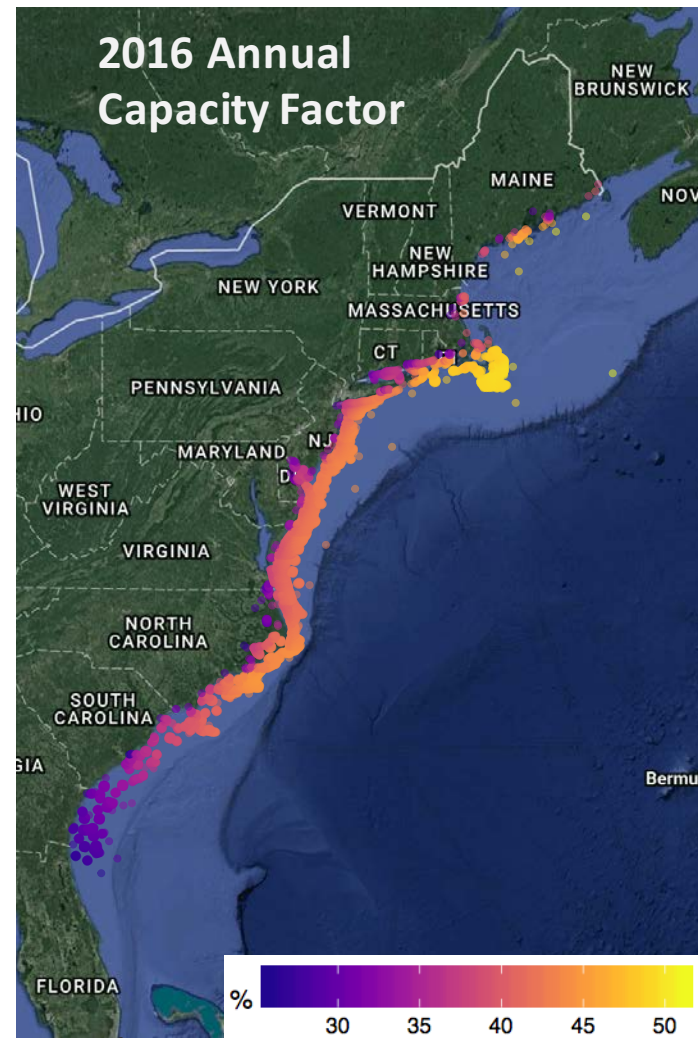 2016 Annual
Capacity Factor
NEW
BRUNSWICK
MAINE
NOV
VERMONT
NEW
HAMPSHIRE
NEW YORK
MASSACHUSETTS
CT
PENNSYLVANIA
HIO
NJ
MARYLAND
D
WEST
VIRGINIA
VIRGINIA
NORTH
CAROLINA
SOUTH
CAROLINA
GIA
Bermu
FLORIDA
%
30 35 40 45 50